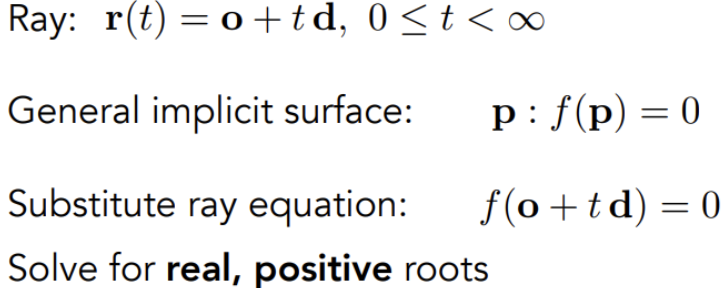 Ray: r(t) = o + t d, 0 ≤ t < ∞
General implicit surface: p : f(p) = 0
Substitute ray equation: f(o + t d) = 0
Solve for real, positive roots